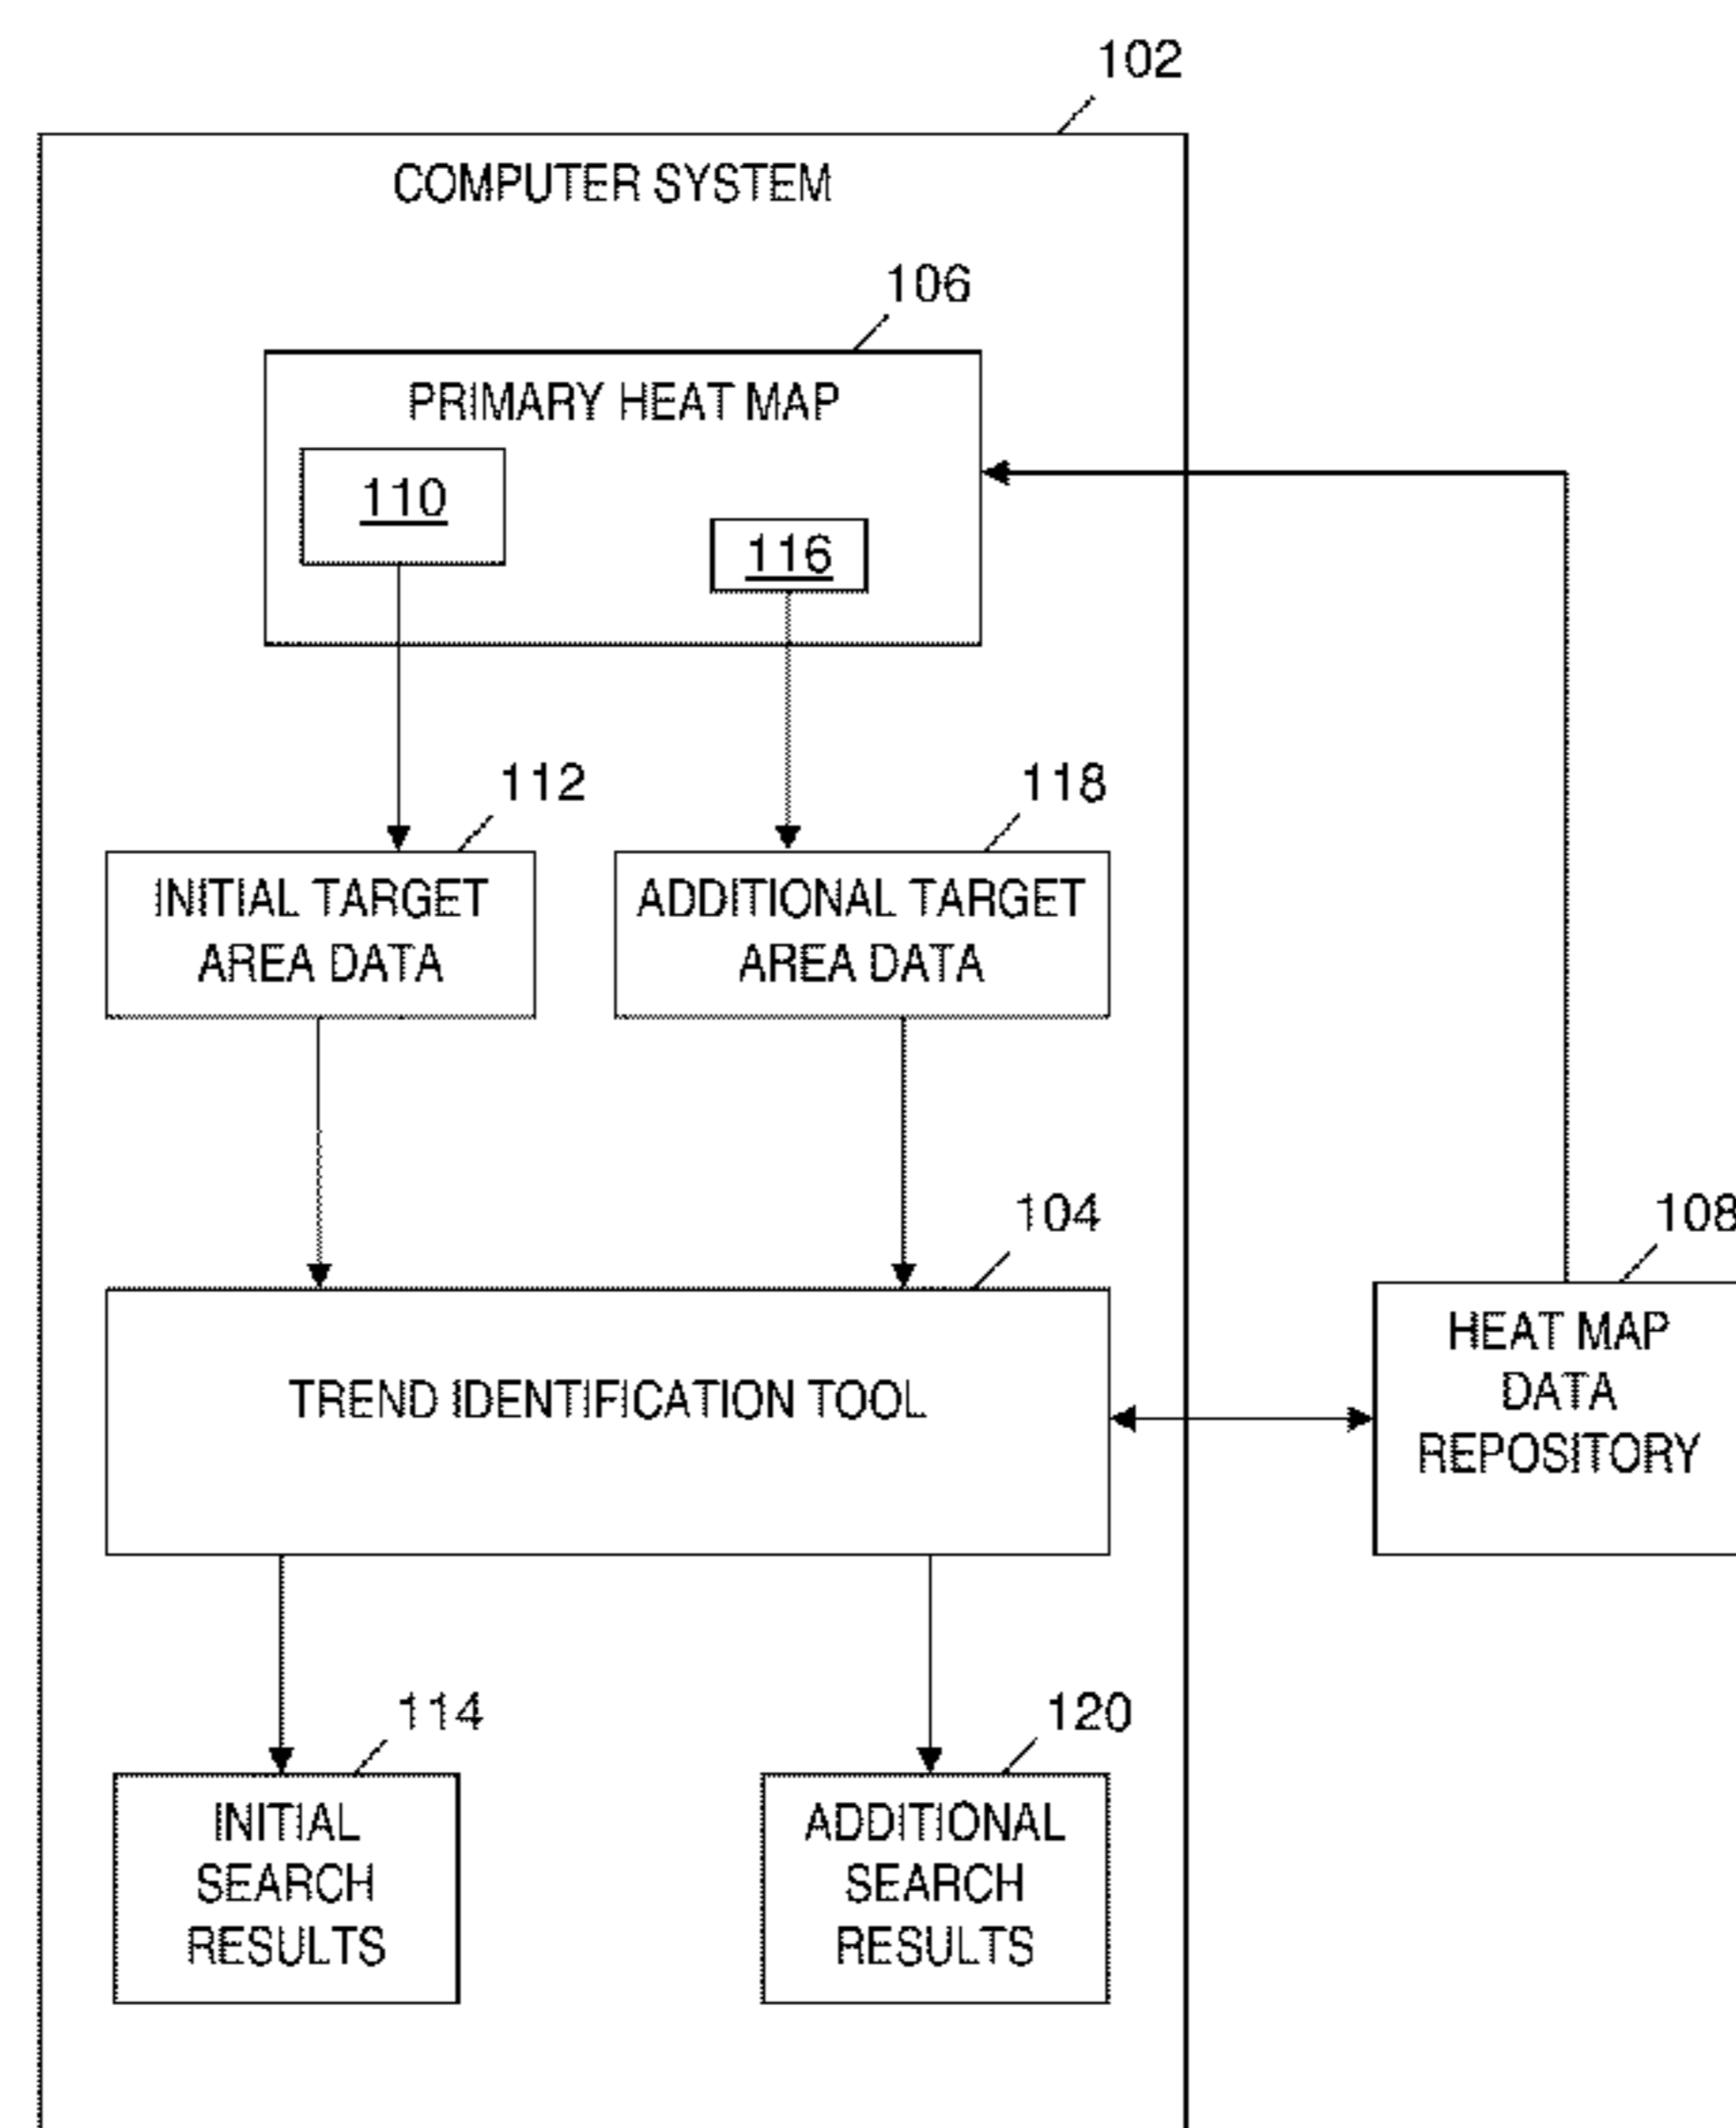 102
COMPUTER SYSTEM
106
PRIMARY HEAT MAP
110
116
112
118
INITIAL TARGET
AREA DATA
ADDITIONAL TARGET
AREA DATA
104
108
TREND IDENTIFICATION TOOL
HEAT MAP
DATA
REPOSITORY
114
120
INITIAL
SEARCH
RESULTS
ADDITIONAL
SEARCH
RESULTS